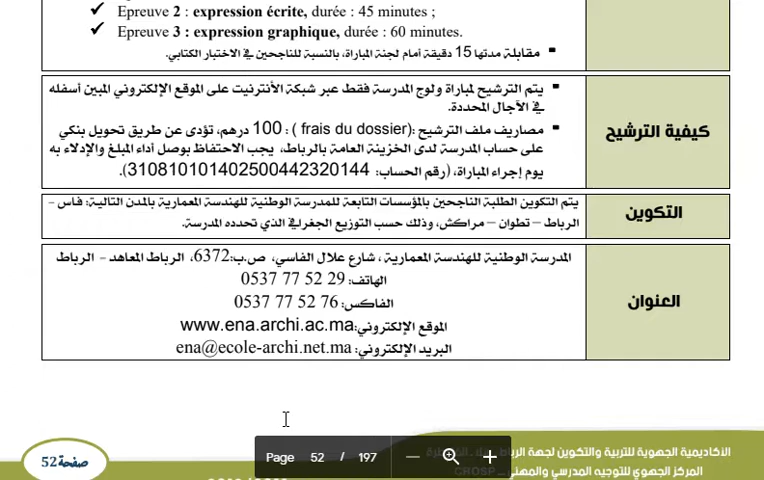 ✓ Epreuve 2 : expression écrite, durée : 45 minutes ;
✓ Epreuve 3 : expression graphique, durée : 60 minutes.
▪ مقابلة مدتها 15 دقيقة أمام لجنة المباراة، بالنسبة للناجحين في الاختبار الكتابي.
كيفية الترشيح
▪ يتم الترشيح لمباراة ولوج المدرسة فقط عبر شبكة الأنترنيت على الموقع الإلكتروني المبين أسفله
في الآجال المحددة.
▪ مصاريف ملف الترشيح :(frais du dossier ) : 100 درهم، تؤدى عن طريق تحويل بنكي
على حساب المدرسة لدى الخزينة العامة بالرباط، يجب الاحتفاظ بوصل أداء المبلغ والإدلاء به
يوم إجراء المباراة، (رقم الحساب: 310810101402500442320144).
التكوين
يتم التكوين الطلبة الناجحين بالمؤسسات التابعة للمدرسة الوطنية للهندسة المعمارية بالمدن التالية: فاس –
الرباط – تطوان – مراكش، وذلك حسب التوزيع الجغرافي الذي تحدده المدرسة.
العنوان
المدرسة الوطنية للهندسة المعمارية ، شارع علال الفاسي، ص.ب:6372، الرباط المعاهد - الرباط
الهاتف: 29 52 77 0537
الفاكس: 76 52 77 0537
الموقع الإلكتروني:www.ena.archi.ac.ma
البريد الإلكتروني: ena@ecole-archi.net.ma
الأكاديمية الجهوية للتربية والتكوين لجهة الرباط
المركز الجهوي للتوجيه المدرسي والمهني
صفحة 52
Page 52 / 197